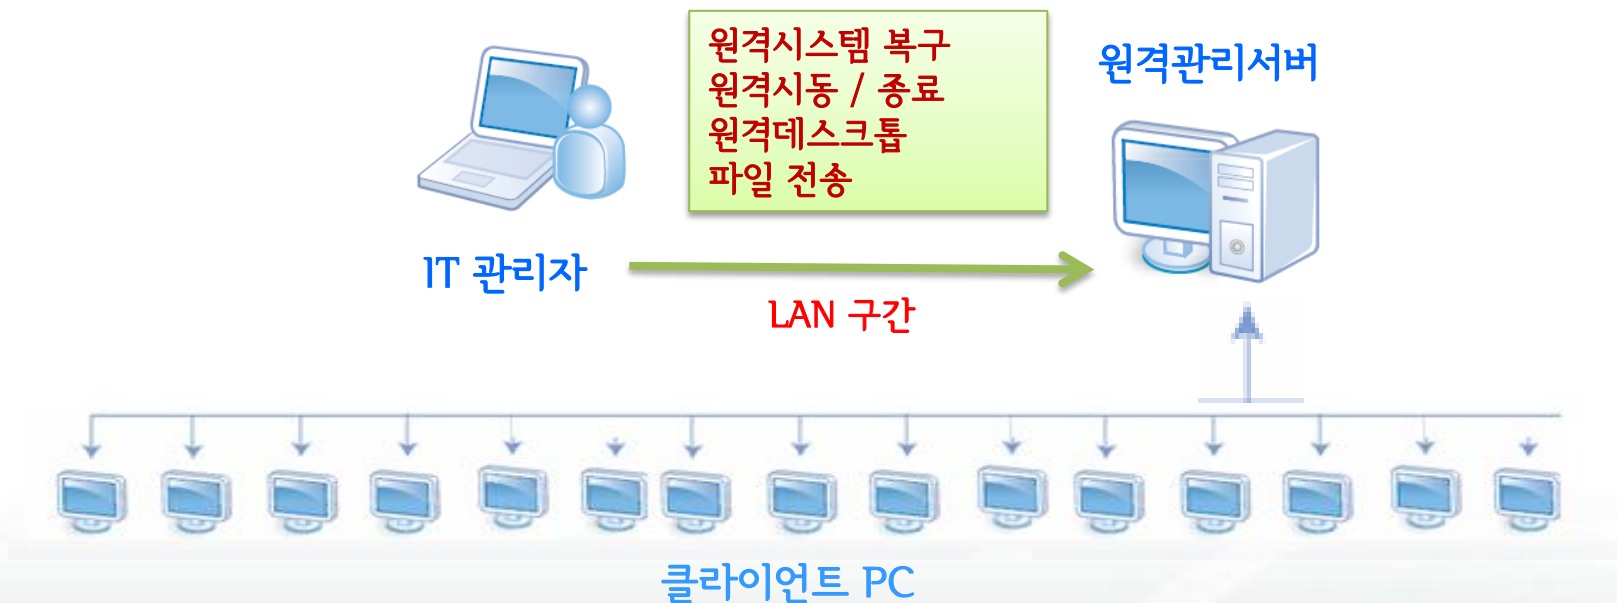 원격시스템 복구
원격시동 / 종료
원격데스크톱
파일 전송
원격관리서버
IT 관리자
LAN 구간
클라이언트 PC